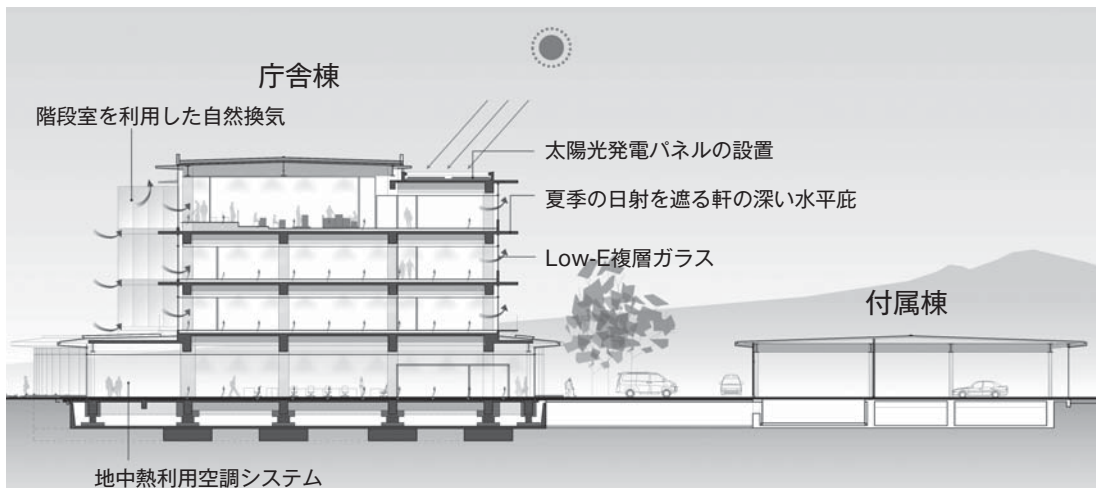 庁舎棟
階段室を利用した自然換気
太陽光発電パネルの設置
夏季の日射を遮る軒の深い水平庇
Low-E複層ガラス
付属棟
地中熱利用空調システム